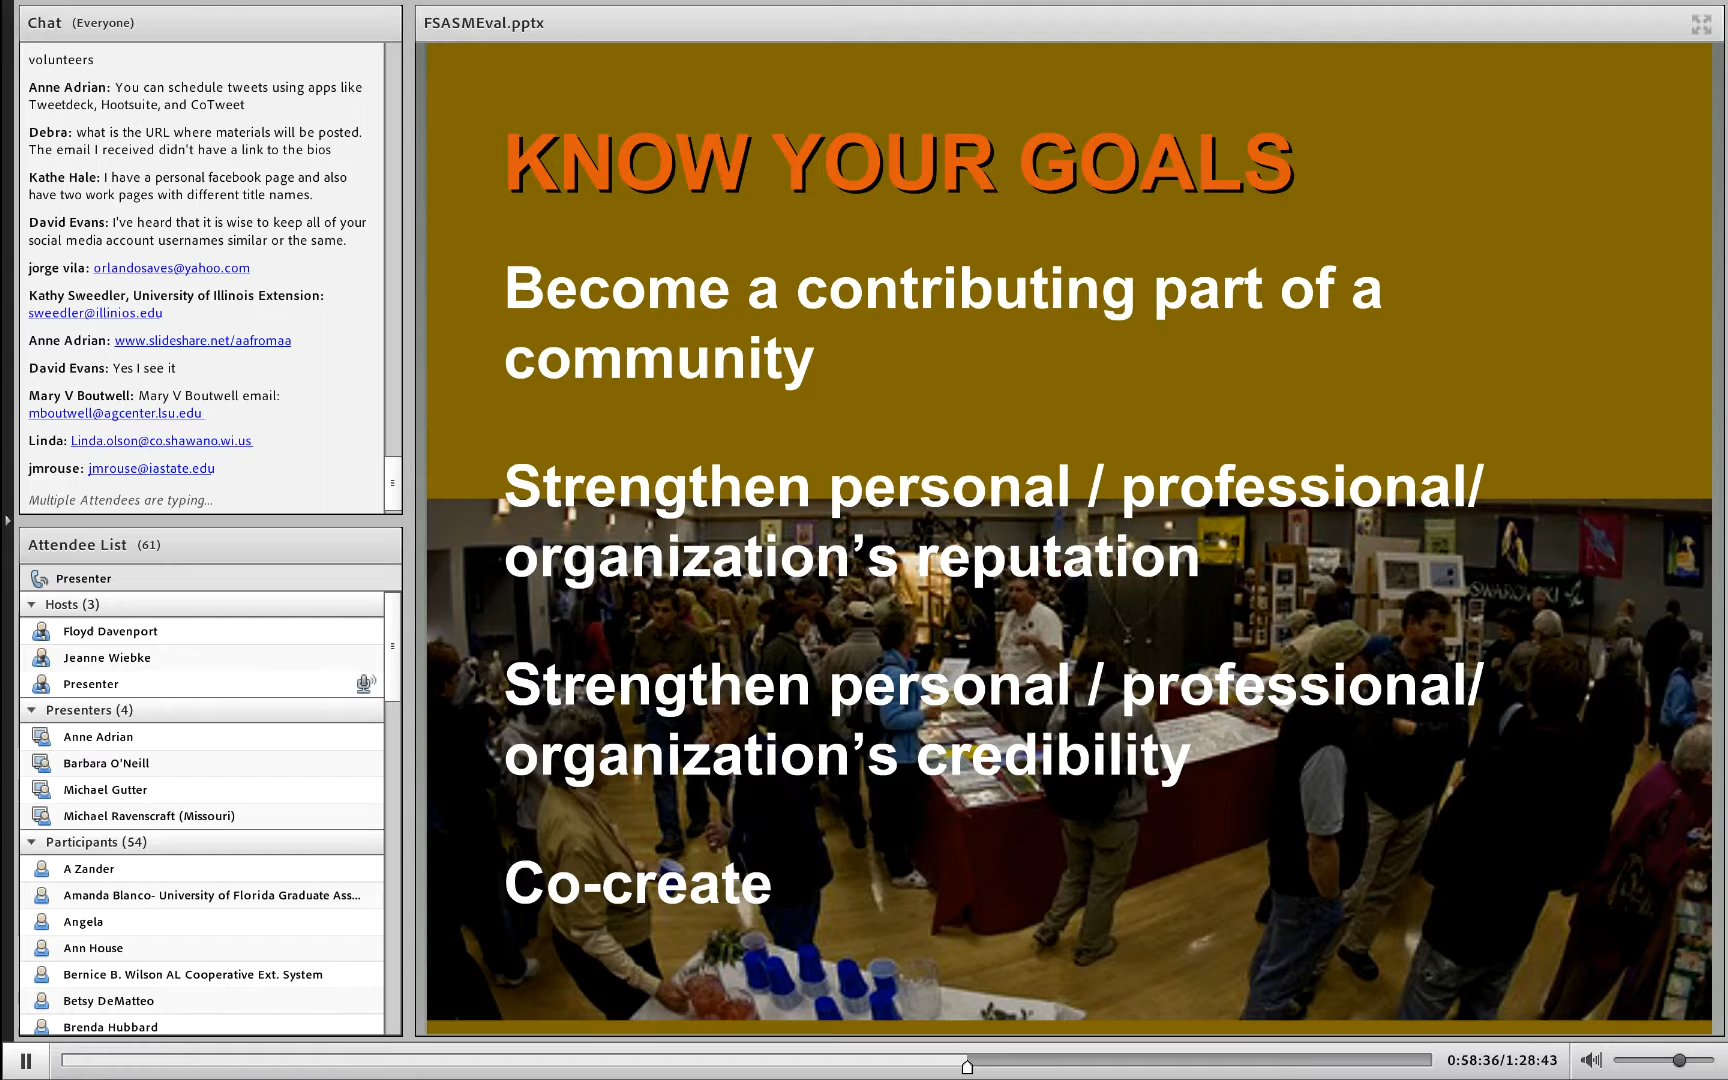 Chat (Everyone)
volunteers
Anne Adrian: You can schedule tweets using apps like
Tweetdeck, Hootsuite, and CoTweet
Debra: what is the URL where materials will be posted.
The email I received didn't have a link to the bios
Kathe Hale: I have a personal facebook page and also
have two work pages with different title names.
David Evans: I've heard that it is wise to keep all of your
social media account usernames similar or the same.
jorge vila: orlandosaves@yahoo.com
Kathy Sweedler, University of Illinois Extension:
sweedler@illinios.edu
Anne Adrian: www.slideshare.net/aafromaa
David Evans: Yes I see it
Mary V Boutwell: Mary V Boutwell email:
mboutwell@agcenter.lsu.edu
Linda: Linda.olson@co.shawano.wi.us
jmrouse: jmrouse@iastate.edu
Multiple Attendees are typing...
Attendee List (61)
Presenter
Hosts (3)
Floyd Davenport
Jeanne Wiebke
Presenter
Presenters (4)
Anne Adrian
Barbara O'Neill
Michael Gutter
Michael Ravenscraft (Missouri)
Participants (54)
A Zander
Amanda Blanco- University of Florida Graduate Ass...
Angela
Ann House
Bernice B. Wilson AL Cooperative Ext. System
Betsy DeMatteo
Brenda Hubbard
FSASMEval.pptx
KNOW YOUR GOALS
Become a contributing part of a
community
Strengthen personal / professional/
organization’s reputation
Strengthen personal / professional/
organization’s credibility
Co-create
SWAROVSKI
0:58:36/1:28:43